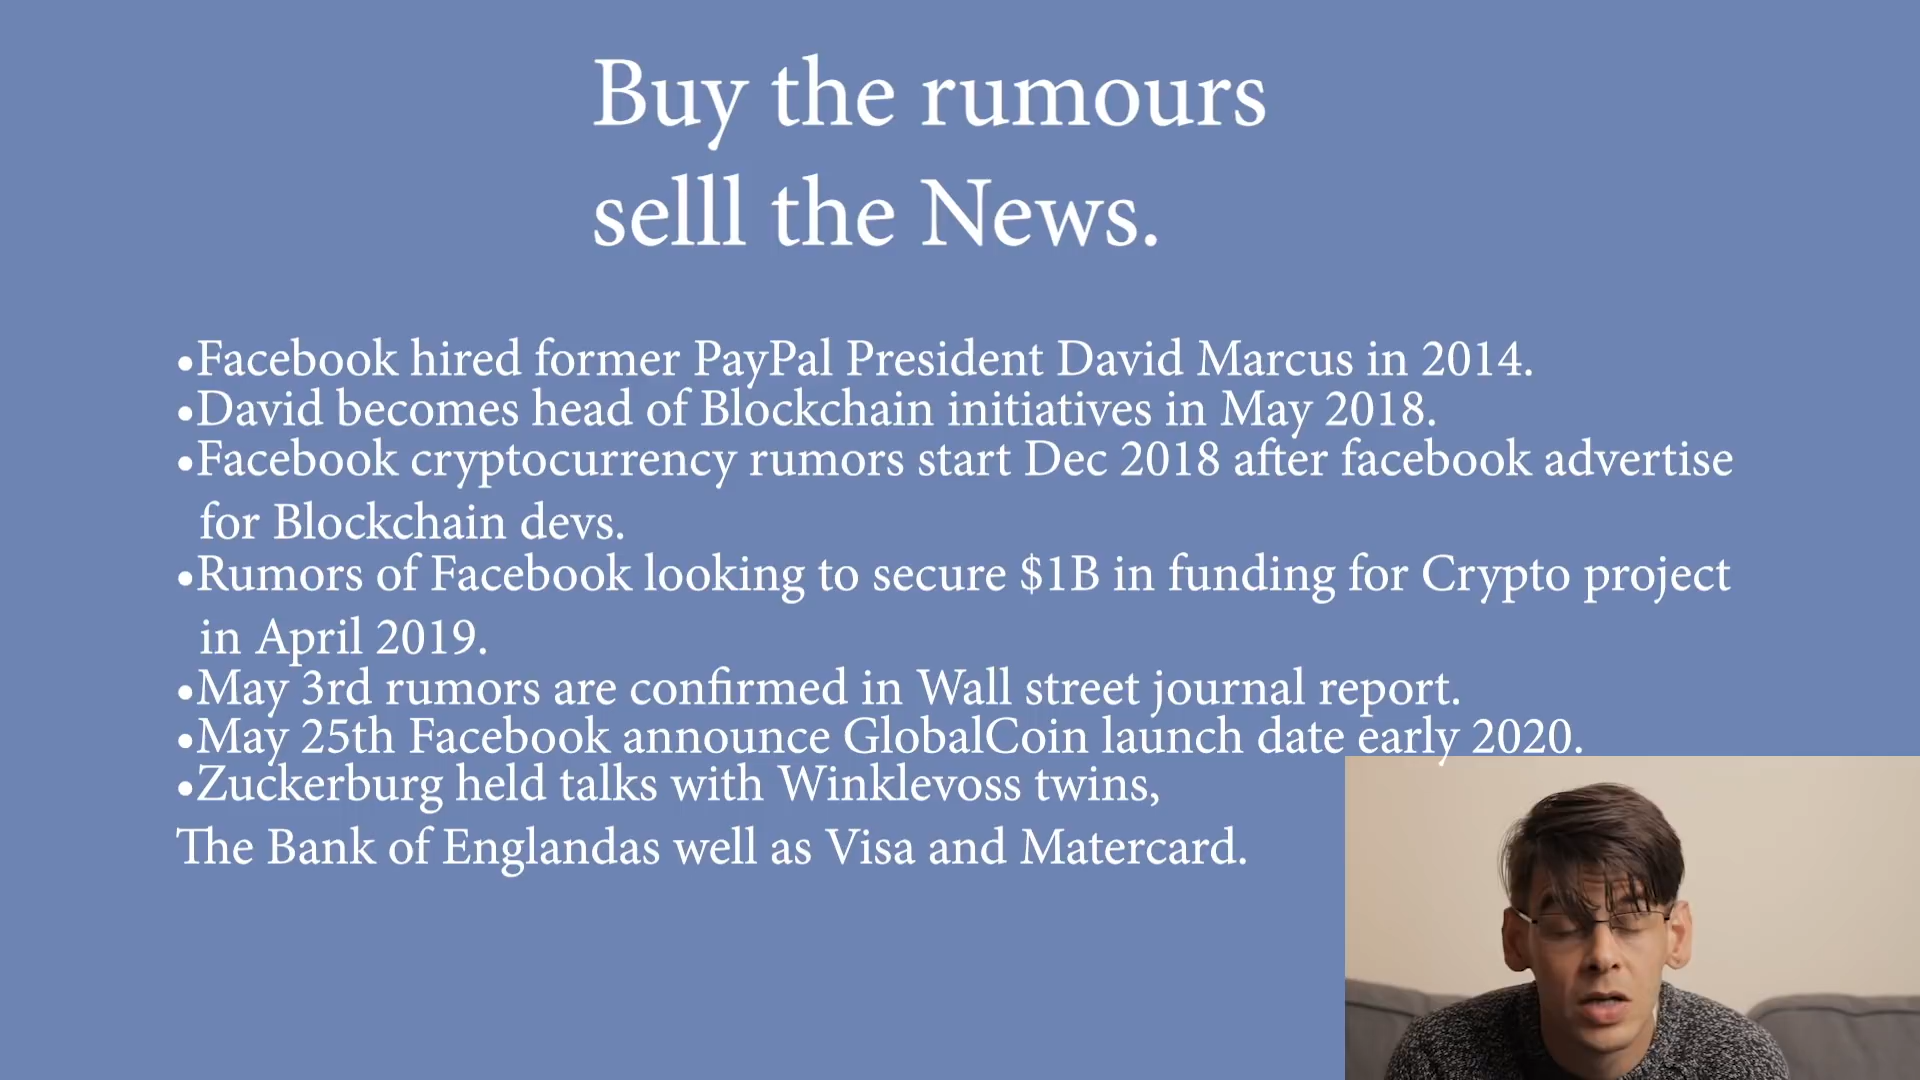 Buy the rumours
selll the News.
•Facebook hired former PayPal President David Marcus in 2014.
•David becomes head of Blockchain initiatives in May 2018.
•Facebook cryptocurrency rumors start Dec 2018 after facebook advertise
for Blockchain devs.
•Rumors of Facebook looking to secure $1B in funding for Crypto project
in April 2019.
•May 3rd rumors are confirmed in Wall street journal report.
•May 25th Facebook announce GlobalCoin launch date early 2020.
•Zuckerburg held talks with Winklevoss twins,
The Bank of Englandas well as Visa and Matercard.